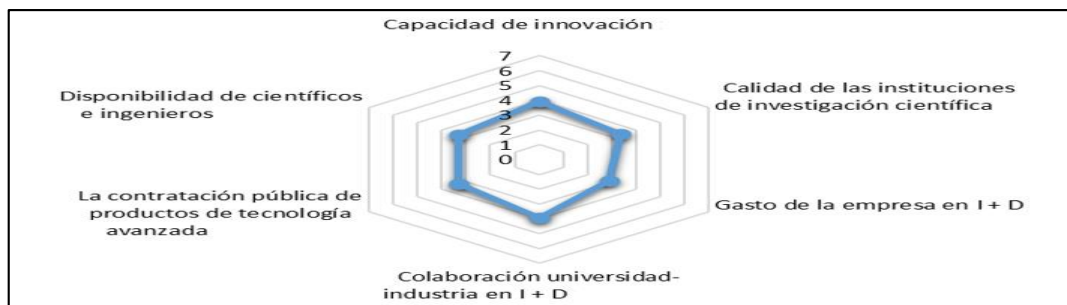 Capacidad de innovación
7
6
5
4
3
2
1
0
Calidad de las instituciones
de investigación científica
Gasto de la empresa en I + D
Colaboración universidad-
industria en I + D
La contratación pública de
productos de tecnología
avanzada
Disponibilidad de científicos
e ingenieros